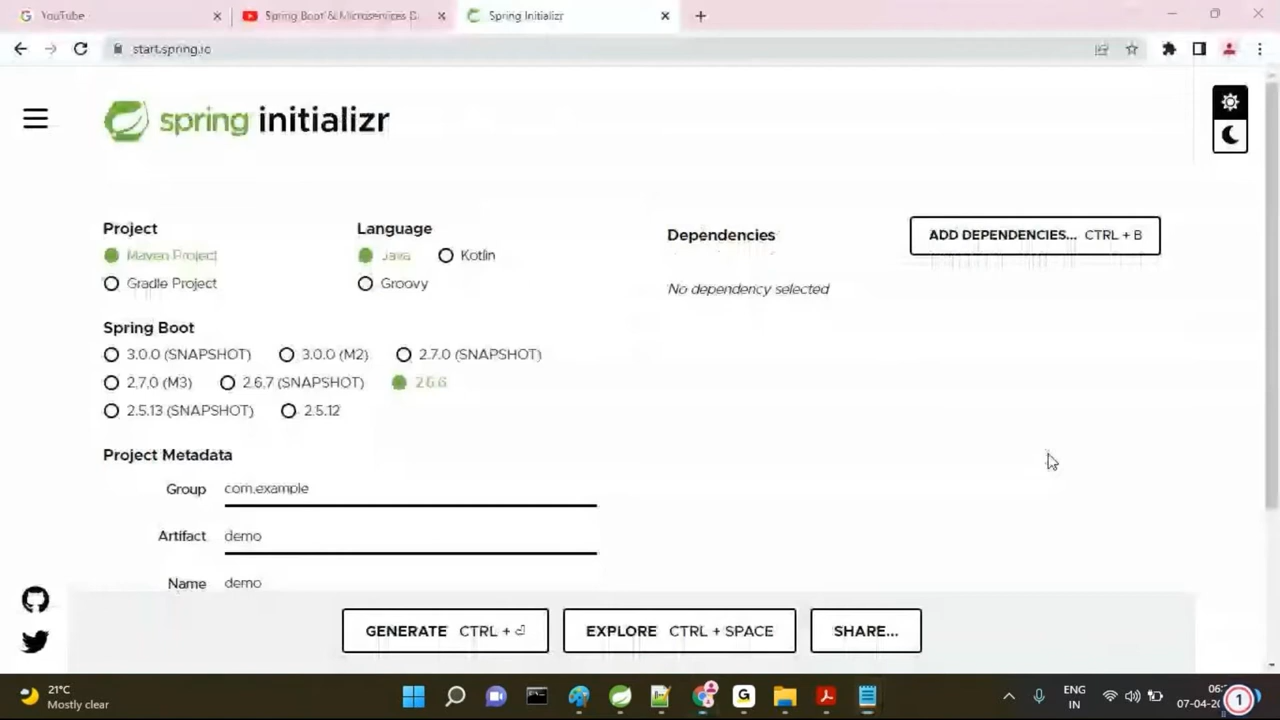 YouTube
Spring Boot & Microservices
Spring Initializr
start.spring.io
spring initializr
Project
Language
Dependencies
ADD DEPENDENCIES... CTRL + B
Maven Project
Java
Kotlin
Gradle Project
Groovy
No dependency selected
Spring Boot
3.0.0 (SNAPSHOT)
3.0.0 (M2)
2.7.0 (SNAPSHOT)
2.7.0 (M3)
2.6.7 (SNAPSHOT)
2.6.6
2.5.13 (SNAPSHOT)
2.5.12
Project Metadata
Group com.example
Artifact demo
Name demo
GENERATE CTRL + ⏎
EXPLORE CTRL + SPACE
SHARE...
21°C
Mostly clear
ENG
IN
1